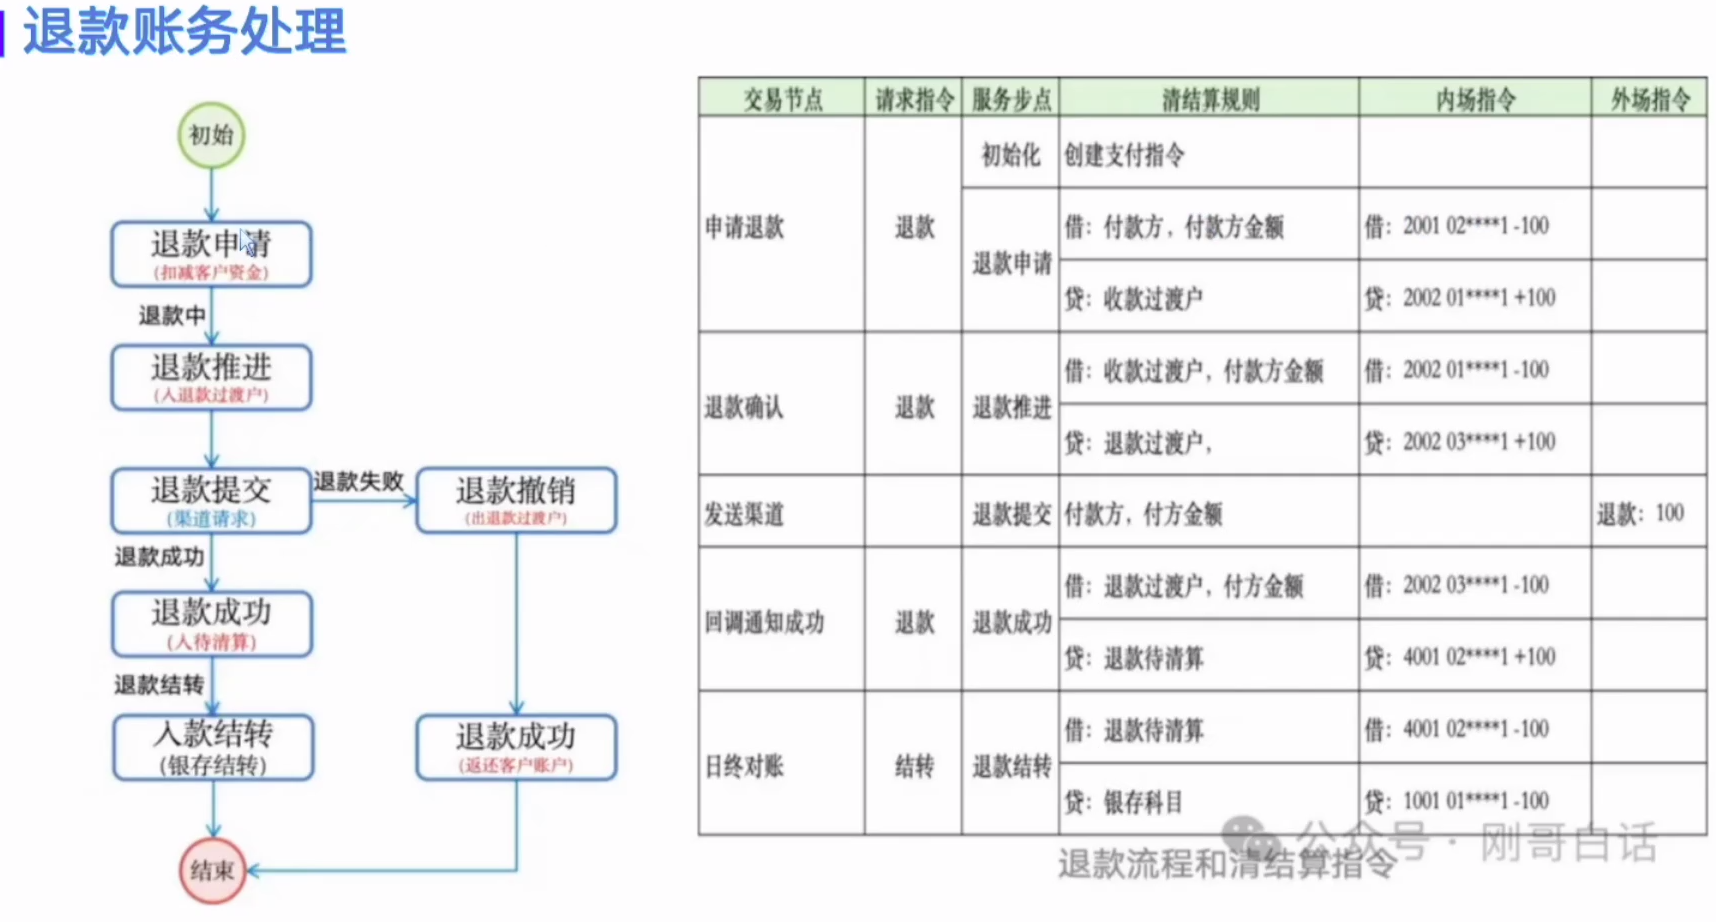 退款账务处理
初始
退款申请
(扣减客户资金)
退款中
退款推进
(入退款过渡户)
退款提交
(渠道请求)
退款失败
退款撤销
(出退款过渡户)
退款成功
退款成功
(入待清算)
退款结转
入款结转
(银存结转)
退款成功
(返还客户账户)
结束
交易节点 请求指令 服务步点 清结算规则 内场指令 外场指令
申请退款 退款 初始化 创建支付指令
退款申请 借：付款方，付款方金额 借：2001 02****1 -100
贷：收款过渡户 贷：2002 01****1 +100
退款确认 退款 退款推进 借：收款过渡户，付款方金额 借：2002 01****1 -100
贷：退款过渡户， 贷：2002 03****1 +100
发送渠道 退款提交 付款方，付方金额 退款：100
回调通知成功 退款 退款成功 借：退款过渡户，付方金额 借：2002 03****1 -100
贷：退款待清算 贷：4001 02****1 +100
日终对账 结转 退款结转 借：退款待清算 借：4001 02****1 -100
贷：银存科目 贷：1001 01****1 -100
公众号 · 刚哥白话
退款流程和清结算指令